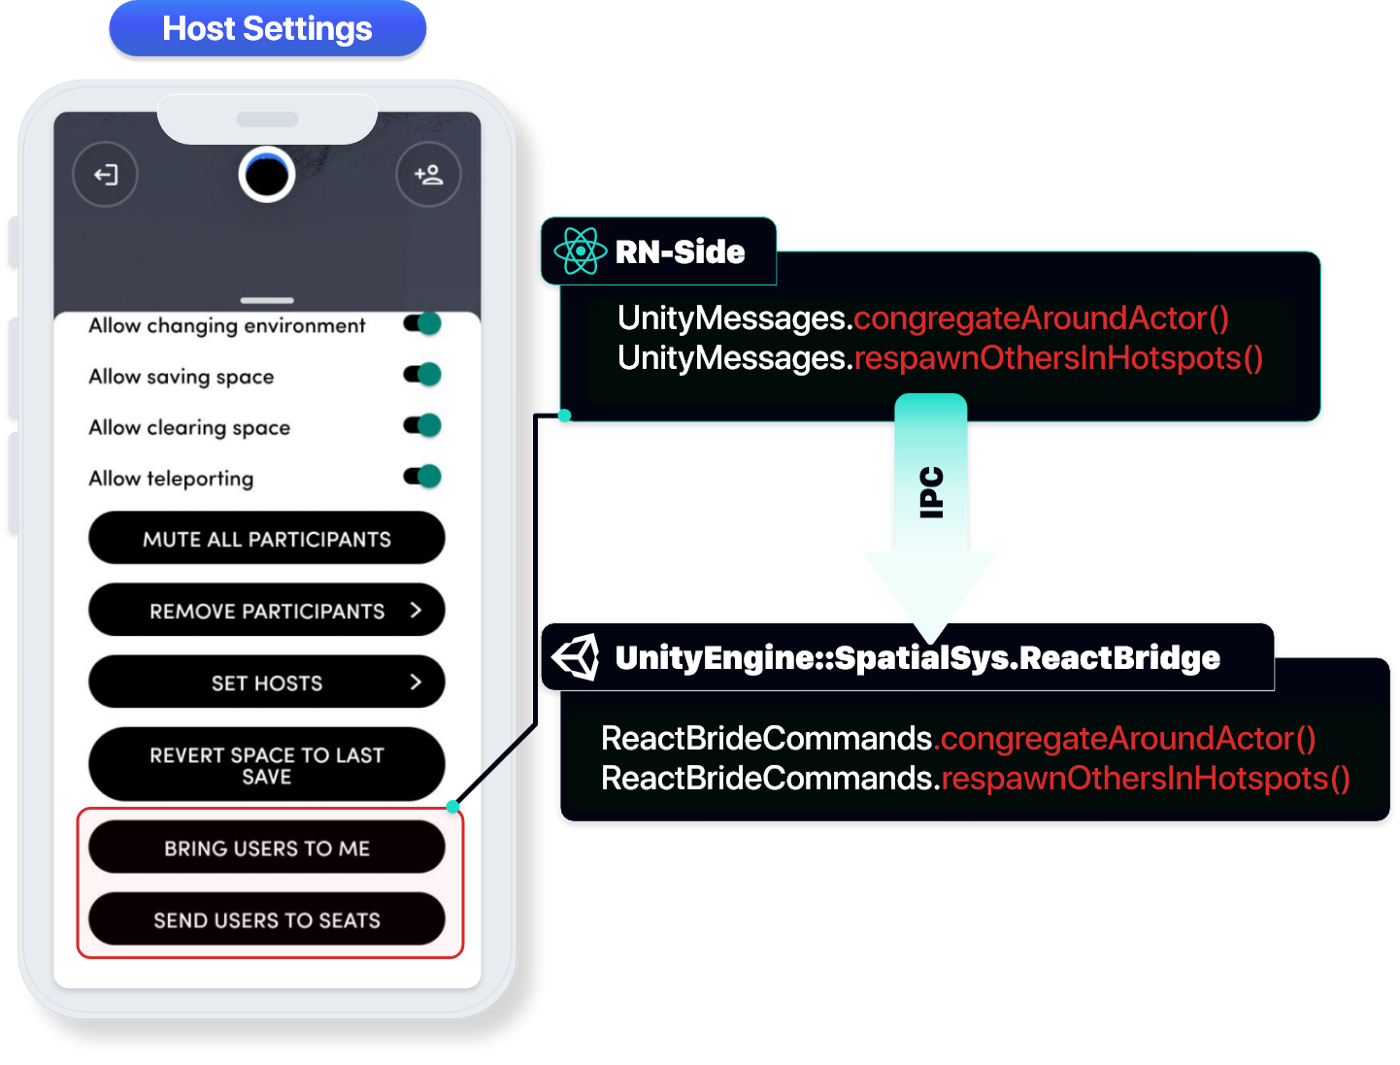 Host Settings
Allow changing environment
Allow saving space
Allow clearing space
Allow teleporting
MUTE ALL PARTICIPANTS
REMOVE PARTICIPANTS
SET HOSTS
REVERT SPACE TO LAST
SAVE
BRING USERS TO ME
SEND USERS TO SEATS
RN-Side
UnityMessages.congregateAroundActor()
UnityMessages.respawnOthersInHotspots()
IPC
UnityEngine::SpatialSys.ReactBridge
ReactBrideCommands.congregateAroundActor()
ReactBrideCommands.respawnOthersInHotspots()